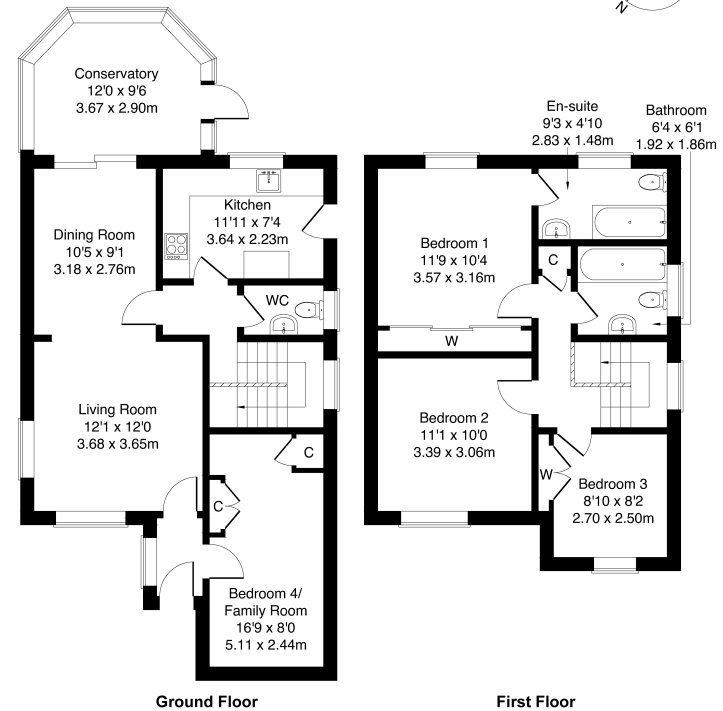 N
Conservatory
12'0 x 9'6
3.67 x 2.90m
En-suite
9'3 x 4'10
2.83 x 1.48m
Bathroom
6'4 x 6'1
1.92 x 1.86m
Kitchen
11'11 x 7'4
3.64 x 2.23m
Dining Room
10'5 x 9'1
3.18 x 2.76m
Bedroom 1
11'9 x 10'4
3.57 x 3.16m
C
WC
W
Living Room
12'1 x 12'0
3.68 x 3.65m
Bedroom 2
11'1 x 10'0
3.39 x 3.06m
C
C
W
Bedroom 3
8'10 x 8'2
2.70 x 2.50m
Bedroom 4/
Family Room
16'9 x 8'0
5.11 x 2.44m
Ground Floor
First Floor